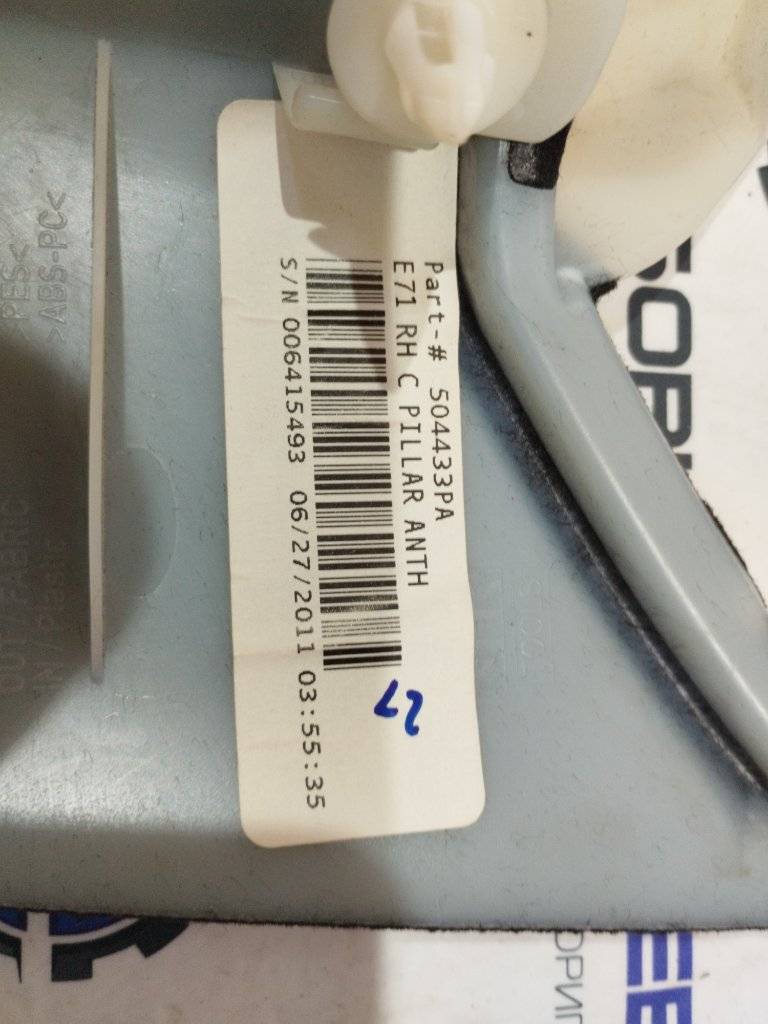 Part-# 504433PA
E71 RH C PILLAR ANTH
S/N 006415493 06/27/2011 03:55:35
27
>ABS-PC<
PES<